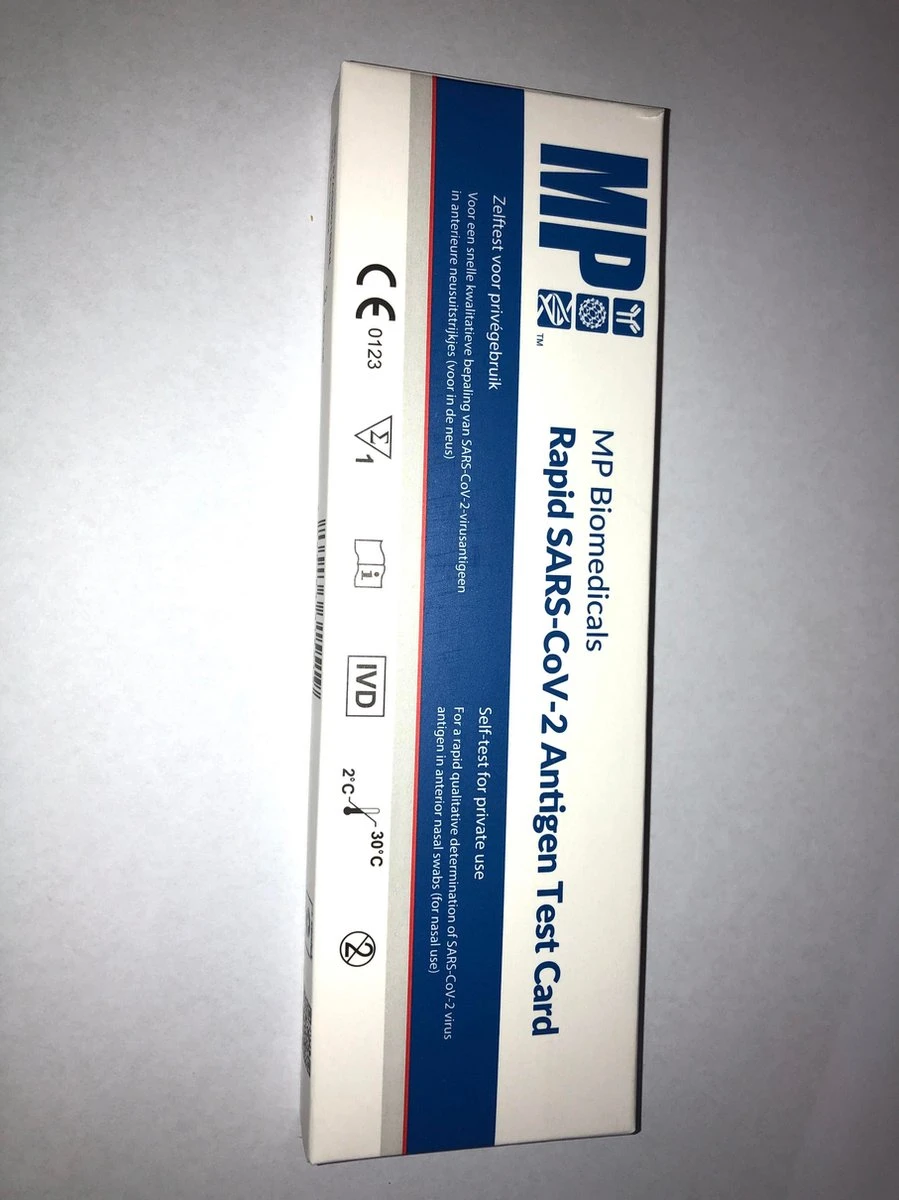 MP
TM
MP Biomedicals
Rapid SARS-CoV-2 Antigen Test Card
Zelftest voor privégebruik
Voor een snelle kwalitatieve bepaling van SARS-CoV-2-virusantigeen
in anterieure neusuitstrijkjes (voor in de neus)
Self-test for private use
For a rapid qualitative determination of SARS-CoV-2 virus
antigen in anterior nasal swabs (for nasal use)
CE 0123
Σ 1
i
IVD
2°C 30°C
2